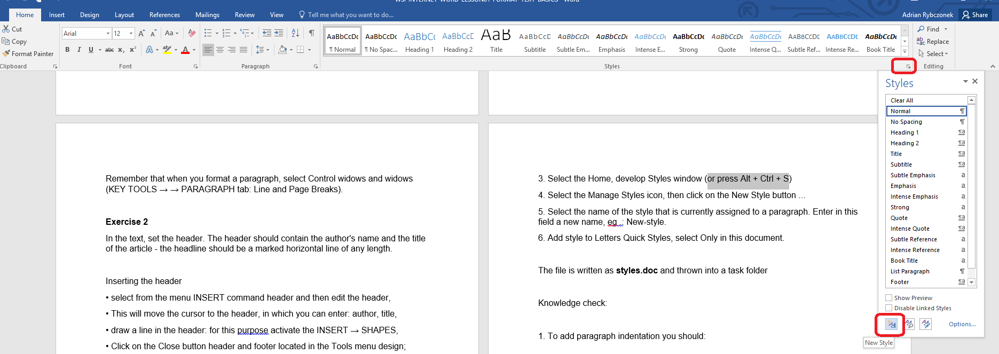 WSP INTERNET-WORD-LESSON01-FORMAT-TEXT-BASICS - Word
Home Insert Design Layout References Mailings Review View Tell me what you want to do... Adrian Rybczonek Share
Cut
Copy
Format Painter
Clipboard
Arial 12
Font
Paragraph
AaBbCcDc AaBbCcDc AaBbCc AaBbCcD AaB AaBbCcD AaBbCcDc AaBbCcDc AaBbCcDc AaBbCcDc AaBbCcDc AaBbCcDc AaBbCcDd AaBbCcDd AaBbCcDc
¶ Normal ¶ No Spac... Heading 1 Heading 2 Title Subtitle Subtle Em... Emphasis Intense E... Strong Quote Intense Q... Subtle Ref... Intense Re... Book Title
Styles
Find
Replace
Select
Editing
Remember that when you format a paragraph, select Control widows and widows
(KEY TOOLS → → PARAGRAPH tab: Line and Page Breaks).
Exercise 2
In the text, set the header. The header should contain the author's name and the title
of the article - the headline should be a marked horizontal line of any length.
Inserting the header
• select from the menu INSERT command header and then edit the header,
• This will move the cursor to the header, in which you can enter: author, title,
• draw a line in the header: for this purpose activate the INSERT → SHAPES,
• Click on the Close button header and footer located in the Tools menu design;
3. Select the Home, develop Styles window (or press Alt + Ctrl + S)
4. Select the Manage Styles icon, then click on the New Style button ...
5. Select the name of the style that is currently assigned to a paragraph. Enter in this
field a new name, eg .: New-style.
6. Add style to Letters Quick Styles, select Only in this document.
The file is written as styles.doc and thrown into a task folder
Knowledge check:
1. To add paragraph indentation you should:
Styles
Clear All
Normal ¶
No Spacing ¶
Heading 1 ¶a
Heading 2 ¶a
Title ¶a
Subtitle ¶a
Subtle Emphasis a
Emphasis a
Intense Emphasis a
Strong a
Quote ¶a
Intense Quote ¶a
Subtle Reference a
Intense Reference a
Book Title a
List Paragraph ¶
Footer ¶a
Show Preview
Disable Linked Styles
Options...
New Style